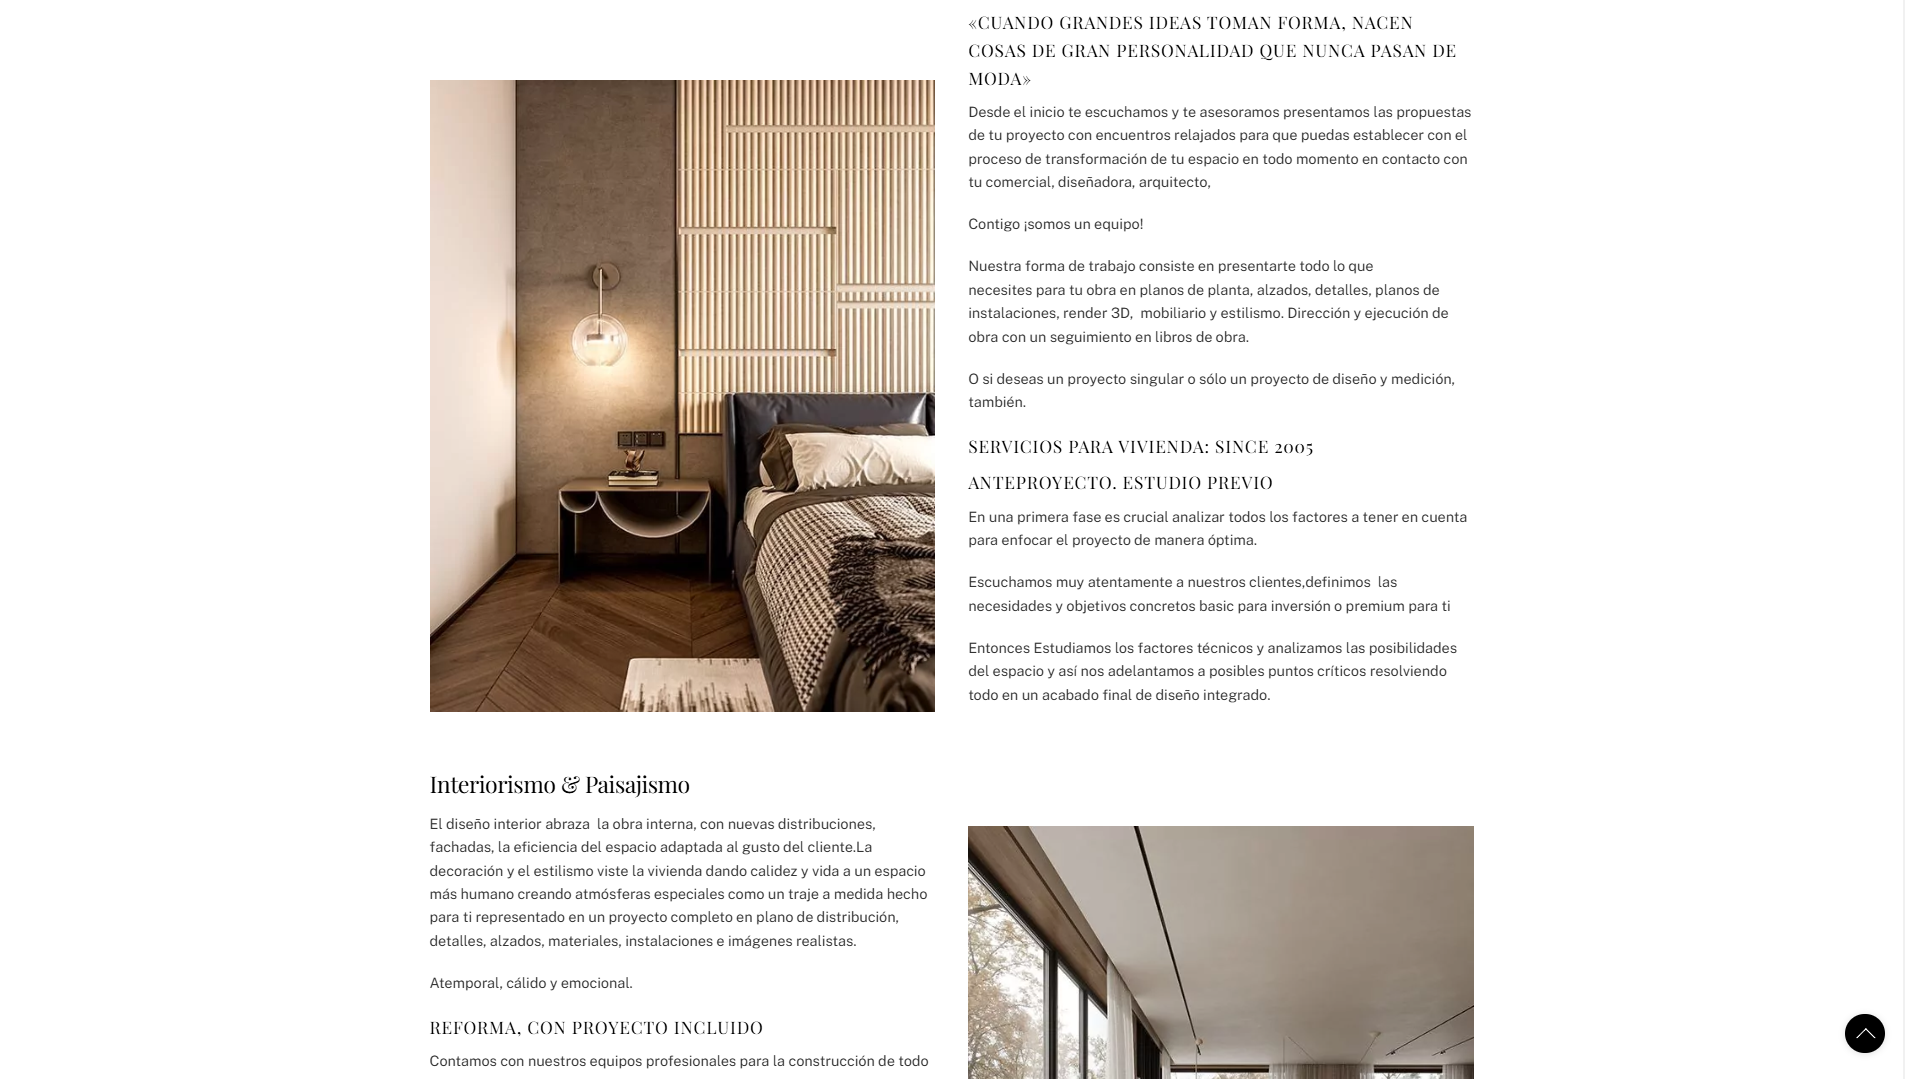 «CUANDO GRANDES IDEAS TOMAN FORMA, NACEN
COSAS DE GRAN PERSONALIDAD QUE NUNCA PASAN DE
MODA»
Desde el inicio te escuchamos y te asesoramos presentamos las propuestas
de tu proyecto con encuentros relajados para que puedas establecer con el
proceso de transformación de tu espacio en todo momento en contacto con
tu comercial, diseñadora, arquitecto,
Contigo ¡somos un equipo!
Nuestra forma de trabajo consiste en presentarte todo lo que
necesites para tu obra en planos de planta, alzados, detalles, planos de
instalaciones, render 3D,  mobiliario y estilismo. Dirección y ejecución de
obra con un seguimiento en libros de obra.
O si deseas un proyecto singular o sólo un proyecto de diseño y medición,
también.
SERVICIOS PARA VIVIENDA: SINCE 2005
ANTEPROYECTO. ESTUDIO PREVIO
En una primera fase es crucial analizar todos los factores a tener en cuenta
para enfocar el proyecto de manera óptima.
Escuchamos muy atentamente a nuestros clientes,definimos  las
necesidades y objetivos concretos basic para inversión o premium para ti
Entonces Estudiamos los factores técnicos y analizamos las posibilidades
del espacio y así nos adelantamos a posibles puntos críticos resolviendo
todo en un acabado final de diseño integrado.
Interiorismo & Paisajismo
El diseño interior abraza  la obra interna, con nuevas distribuciones,
fachadas, la eficiencia del espacio adaptada al gusto del cliente.La
decoración y el estilismo viste la vivienda dando calidez y vida a un espacio
más humano creando atmósferas especiales como un traje a medida hecho
para ti representado en un proyecto completo en plano de distribución,
detalles, alzados, materiales, instalaciones e imágenes realistas.
Atemporal, cálido y emocional.
REFORMA, CON PROYECTO INCLUIDO
Contamos con nuestros equipos profesionales para la construcción de todo